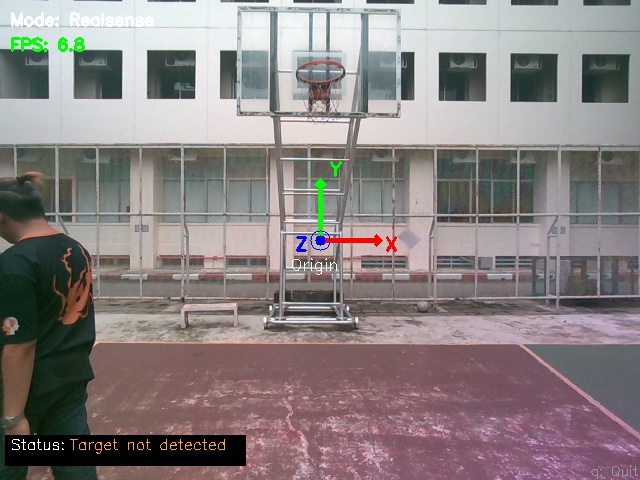 Mode: Realsense
FPS: 6.8
Y
Z
X
Origin
Status: Target not detected
q: Quit